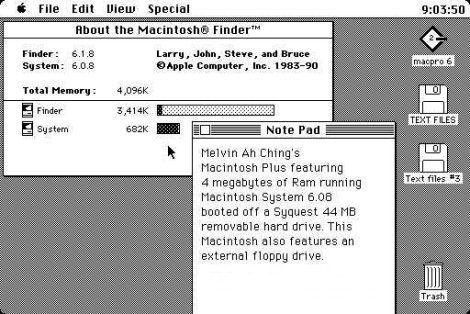 File Edit View Special 9:03:50
About the Macintosh® Finder™
Finder: 6.1.8 Larry, John, Steve, and Bruce
System: 6.0.8 ©Apple Computer, Inc. 1983-90
Total Memory: 4,096K
Finder 3,414K
System 682K
Note Pad
Melvin Ah Ching's
Macintosh Plus featuring
4 megabytes of Ram running
Macintosh System 6.08
booted off a Syquest 44 MB
removable hard drive. This
Macintosh also features an
external floppy drive.
2
macpro 6
0
TEXT FILES
0
Text files #3
Trash